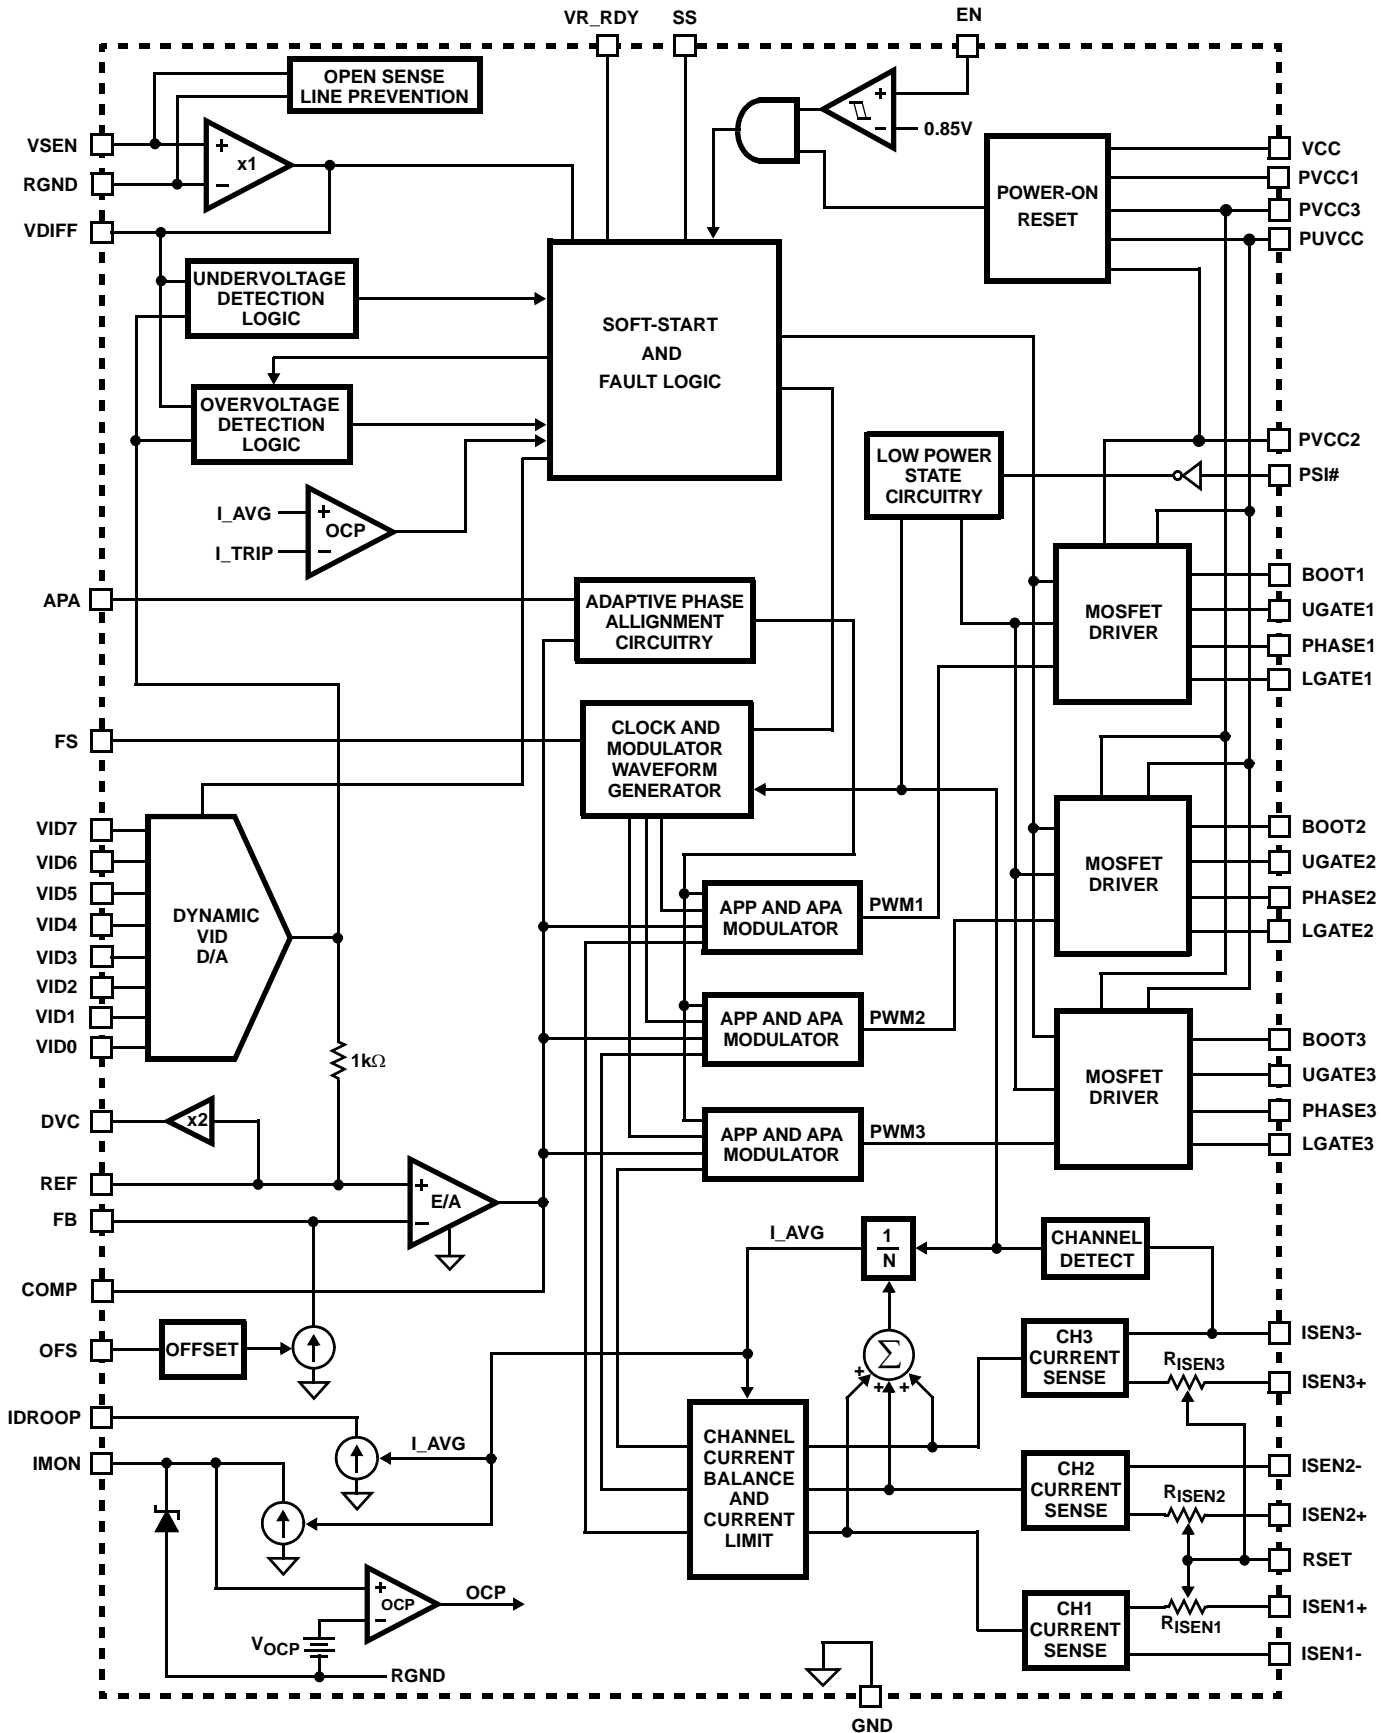 VR_RDY
SS
EN
OPEN SENSE
LINE PREVENTION
+
0.85V
−
VSEN
+
x1
−
RGND
VDIFF
POWER-ON
RESET
VCC
PVCC1
PVCC3
PUVCC
UNDERVOLTAGE
DETECTION
LOGIC
SOFT-START
AND
FAULT LOGIC
OVERVOLTAGE
DETECTION
LOGIC
PVCC2
LOW POWER
STATE
CIRCUITRY
PSI#
I_AVG
+
OCP
I_TRIP
−
APA
ADAPTIVE PHASE
ALLIGNMENT
CIRCUITRY
MOSFET
DRIVER
BOOT1
UGATE1
PHASE1
LGATE1
FS
CLOCK AND
MODULATOR
WAVEFORM
GENERATOR
VID7
VID6
VID5
VID4
VID3
VID2
VID1
VID0
DYNAMIC
VID
D/A
1kΩ
APP AND APA
MODULATOR
PWM1
MOSFET
DRIVER
BOOT2
UGATE2
PHASE2
LGATE2
APP AND APA
MODULATOR
PWM2
MOSFET
DRIVER
BOOT3
UGATE3
PHASE3
LGATE3
APP AND APA
MODULATOR
PWM3
DVC
x2
REF
+
E/A
−
FB
COMP
I_AVG
1
N
CHANNEL
DETECT
OFS
OFFSET
Σ
+
+
+
CH3
CURRENT
SENSE
RISEN3
ISEN3-
ISEN3+
IDROOP
I_AVG
IMON
CHANNEL
CURRENT
BALANCE
AND
CURRENT
LIMIT
CH2
CURRENT
SENSE
RISEN2
ISEN2-
ISEN2+
RSET
+
OCP
−
OCP
VOCP
RGND
CH1
CURRENT
SENSE
RISEN1
ISEN1+
ISEN1-
GND